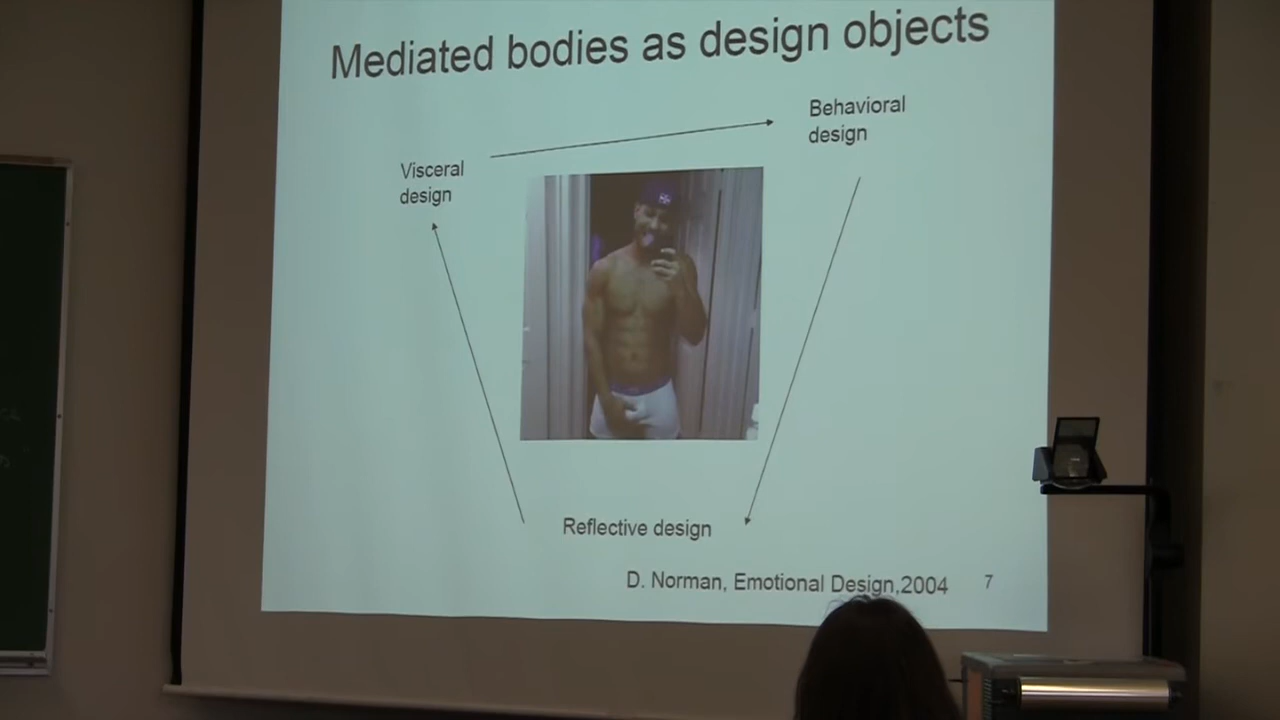 Mediated bodies as design objects
Behavioral
design
Visceral
design
Reflective design
D. Norman, Emotional Design,2004
7